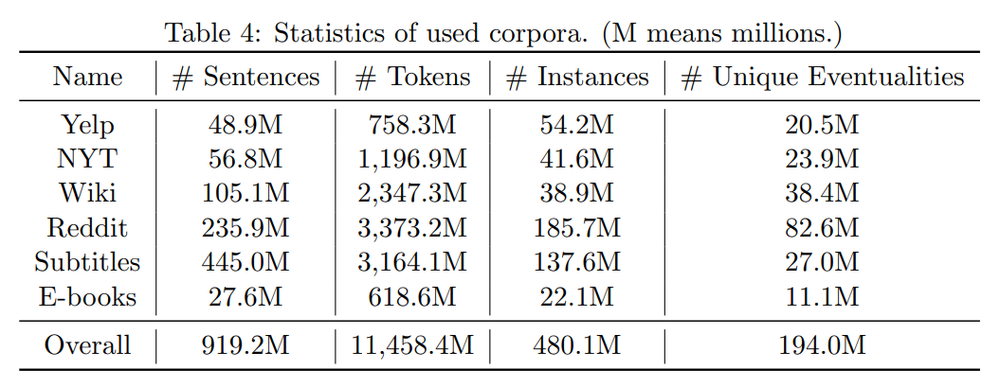 Table 4: Statistics of used corpora. (M means millions.)
Name # Sentences # Tokens # Instances # Unique Eventualities
Yelp 48.9M 758.3M 54.2M 20.5M
NYT 56.8M 1,196.9M 41.6M 23.9M
Wiki 105.1M 2,347.3M 38.9M 38.4M
Reddit 235.9M 3,373.2M 185.7M 82.6M
Subtitles 445.0M 3,164.1M 137.6M 27.0M
E-books 27.6M 618.6M 22.1M 11.1M
Overall 919.2M 11,458.4M 480.1M 194.0M